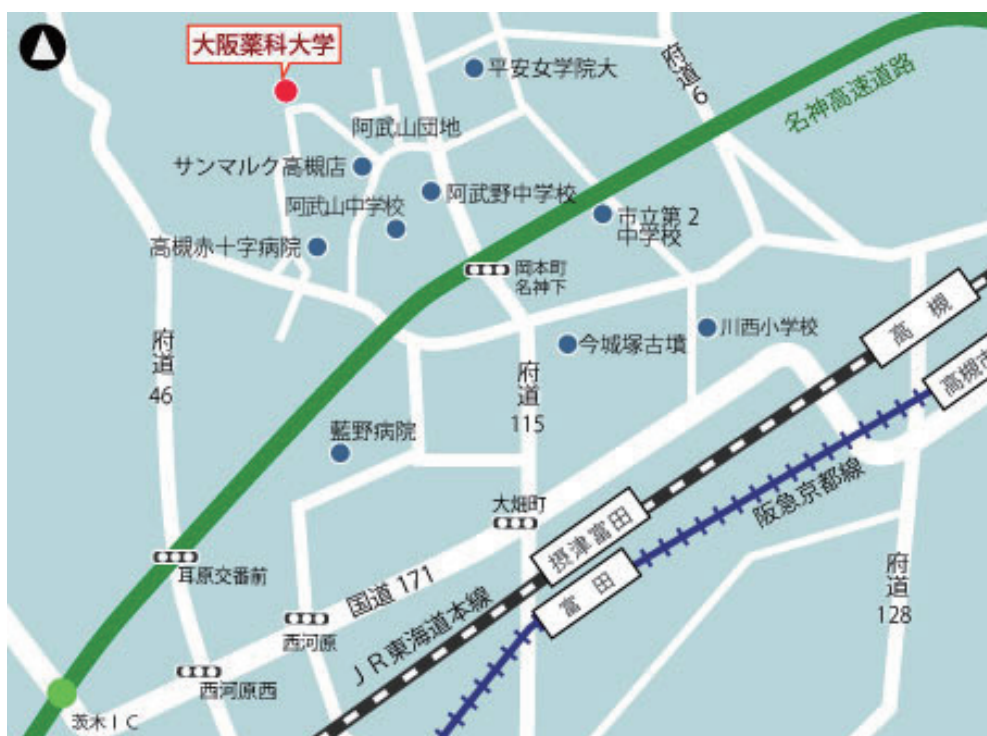 大阪薬科大学
平安女学院大
府道
6
名神高速道路
阿武山団地
サンマルク高槻店
阿武野中学校
阿武山中学校
市立第2
中学校
高槻赤十字病院
岡本町
名神下
高槻
川西小学校
今城塚古墳
府道
46
府道
115
高槻市
藍野病院
阪急京都線
大畑町
摂津富田
耳原交番前
国道171
富田
府道
128
西河原
JR東海道本線
西河原西
茨木IC